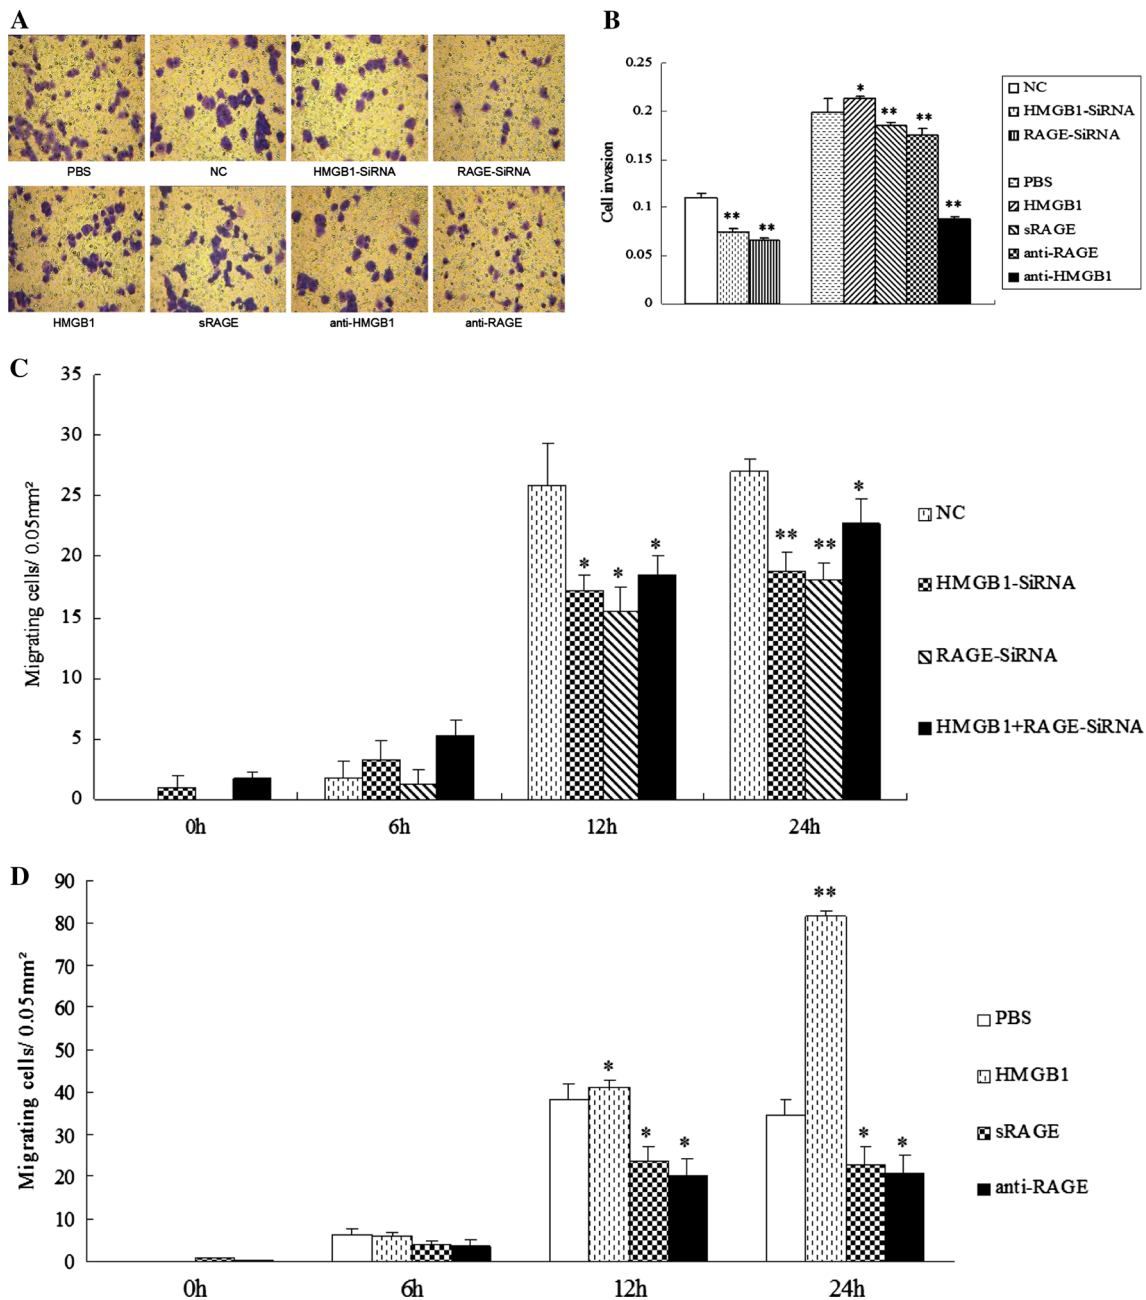 A
PBS
NC
HMGB1-SiRNA
RAGE-SiRNA
HMGB1
sRAGE
anti-HMGB1
anti-RAGE
B
Cell invasion
0.25
0.2
0.15
0.1
0.05
0
** ** * ** ** **
NC
HMGB1-SiRNA
RAGE-SiRNA
PBS
HMGB1
sRAGE
anti-RAGE
anti-HMGB1
C
Migrating cells/ 0.05mm²
35
30
25
20
15
10
5
0
* * * ** ** *
0h 6h 12h 24h
NC
HMGB1-SiRNA
RAGE-SiRNA
HMGB1+RAGE-SiRNA
D
Migrating cells/ 0.05mm²
90
80
70
60
50
40
30
20
10
0
* * * ** * *
0h 6h 12h 24h
PBS
HMGB1
sRAGE
anti-RAGE